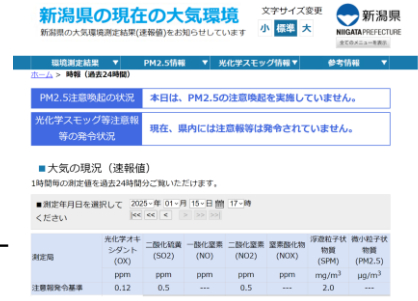 新潟県の現在の大気環境
新潟県の大気環境測定結果(速報値)をお知らせしています
文字サイズ変更
小 標準 大
新潟県
NIIGATA PREFECTURE
全てのメニューを表示
環境測定結果 ▼ PM2.5情報 ▼ 光化学スモッグ情報▼ 参考情報 ▼
ホーム > 時報（過去24時間）
PM2.5注意喚起の状況 本日は、PM2.5の注意喚起を実施していません。
光化学スモッグ等注意報等の発令状況 現在、県内には注意報等は発令されていません。
■大気の現況（速報値）
1時間毎の測定値を過去24時間分ご覧いただけます。
■測定年月日を選択して 2025 年 01 月 15 日 17 時
ください |<< << < > >> >>|
測定局 光化学オキシダント(OX) 二酸化硫黄(SO2) 一酸化窒素(NO) 二酸化窒素(NO2) 窒素酸化物(NOX) 浮遊粒子状物質(SPM) 微小粒子状物質(PM2.5)
ppm ppm ppm ppm ppm mg/m³ μg/m³
注意報発令基準 0.12 0.5 --- 0.5 --- 2.0 ---